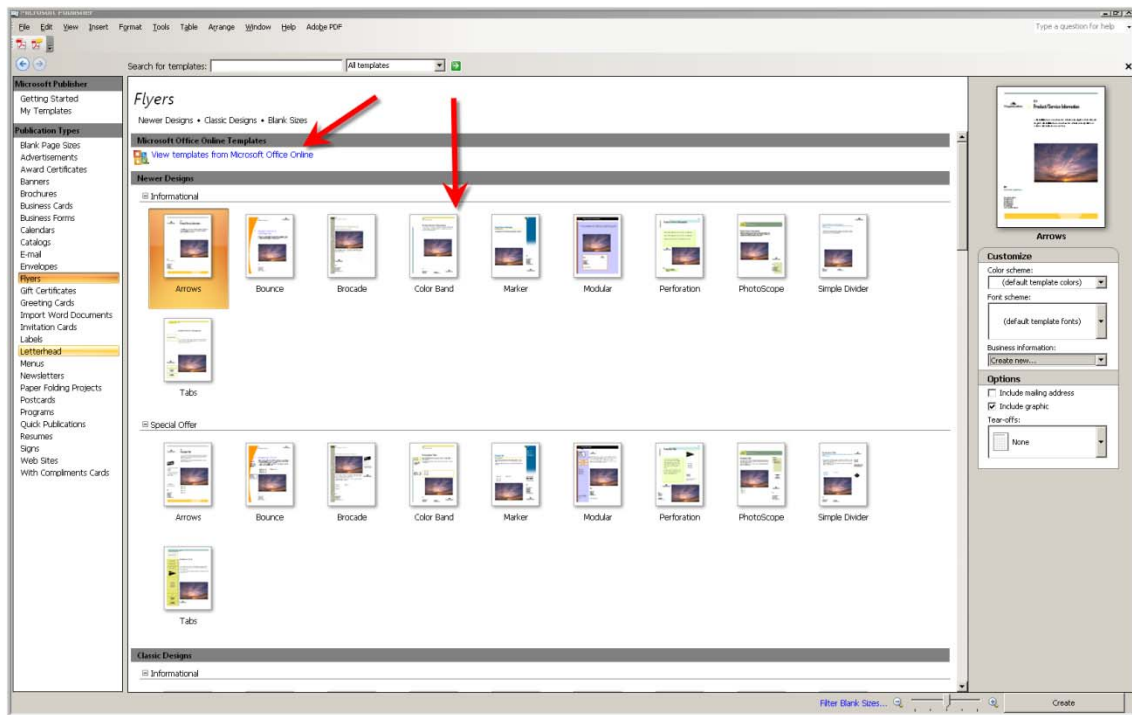 Microsoft Publisher
File Edit View Insert Format Tools Table Arrange Window Help Adobe PDF
Type a question for help
Search for templates: All templates
Microsoft Publisher
Getting Started
My Templates
Publication Types
Blank Page Sizes
Advertisements
Award Certificates
Banners
Brochures
Business Cards
Business Forms
Calendars
Catalogs
E-mail
Envelopes
Flyers
Gift Certificates
Greeting Cards
Import Word Documents
Invitation Cards
Labels
Letterhead
Menus
Newsletters
Paper Folding Projects
Postcards
Programs
Quick Publications
Resumes
Signs
Web Sites
With Compliments Cards
Flyers
Newer Designs • Classic Designs • Blank Sizes
Microsoft Office Online Templates
View templates from Microsoft Office Online
Newer Designs
Informational
Arrows Bounce Brocade Color Band Marker Modular Perforation PhotoScope Simple Divider
Tabs
Special Offer
Arrows Bounce Brocade Color Band Marker Modular Perforation PhotoScope Simple Divider
Tabs
Classic Designs
Informational
Product/Service Information
Arrows
Customize
Color scheme:
(default template colors)
Font scheme:
(default template fonts)
Business information:
Create new...
Options
Include mailing address
Include graphic
Tear-offs:
None
Filter Blank Sizes...
Create